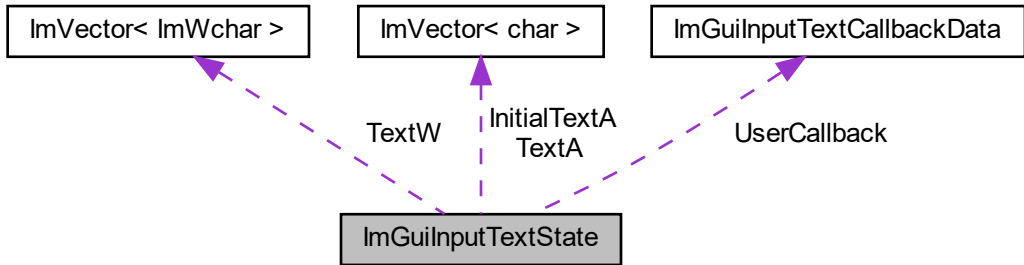 ImVector< ImWchar >
ImVector< char >
ImGuiInputTextCallbackData
TextW
InitialTextA
TextA
UserCallback
ImGuiInputTextState